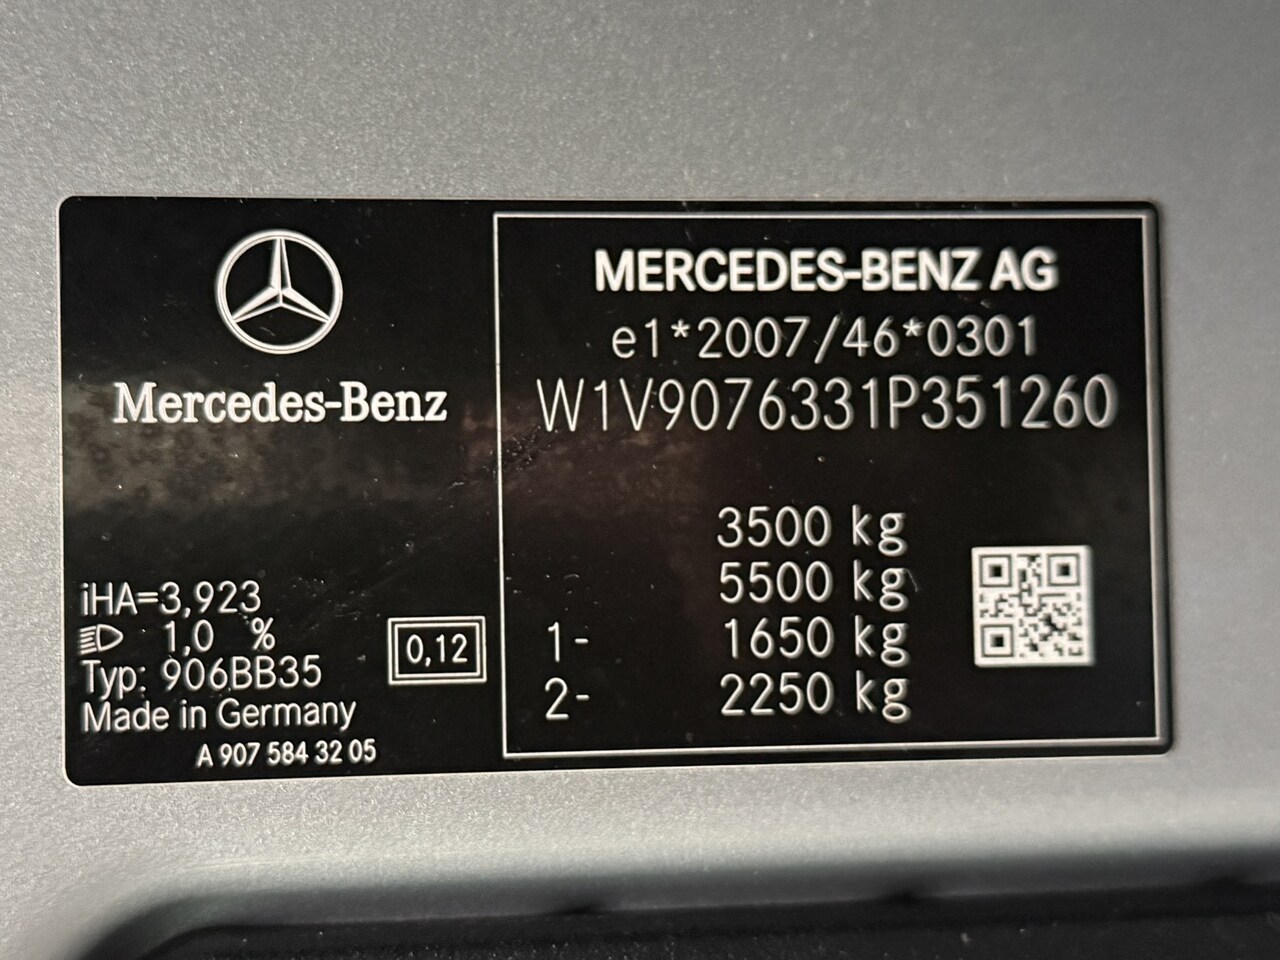 Mercedes-Benz
iHA=3,923
1,0 %
Typ: 906BB35
Made in Germany
A 907 584 32 05
0,12
MERCEDES-BENZ AG
e1*2007/46*0301
W1V9076331P351260
3500 kg
5500 kg
1- 1650 kg
2- 2250 kg